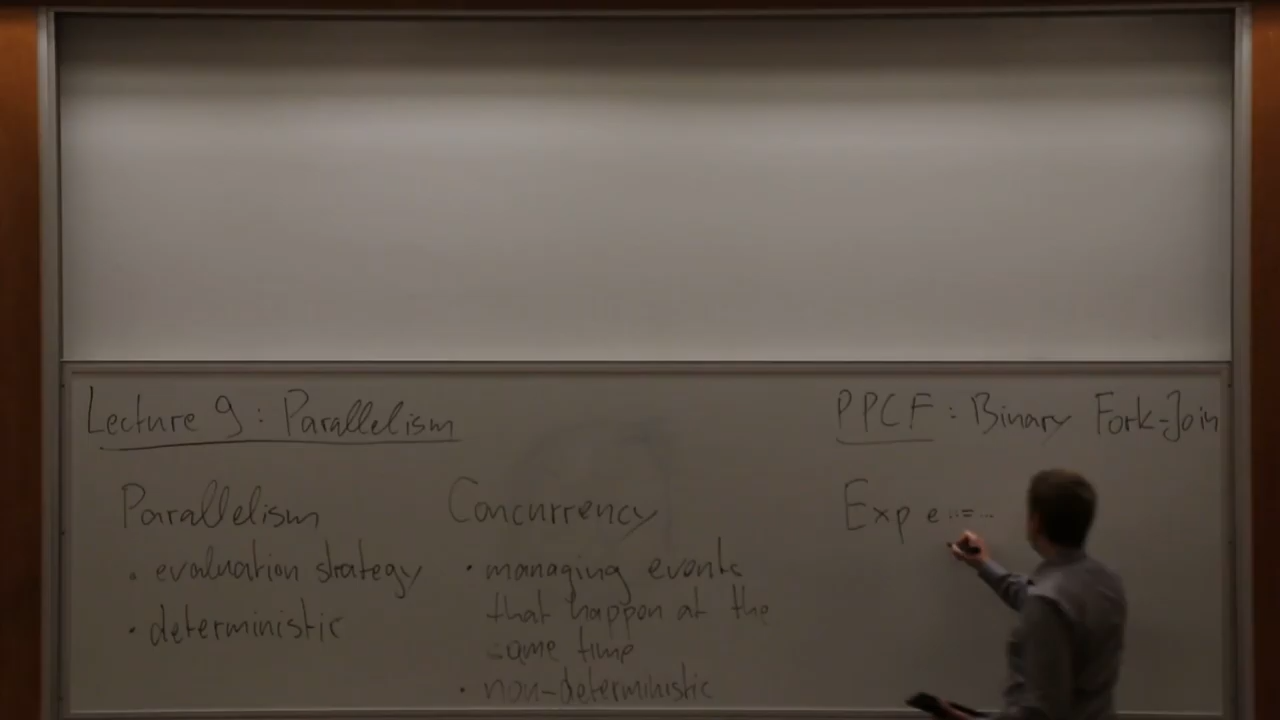 Lecture 9 : Parallelism
Parallelism
• evaluation strategy
• deterministic
Concurrency
• managing events
that happen at the
same time
• non-deterministic
PPCF : Binary Fork-Join
Exp e ::= ...